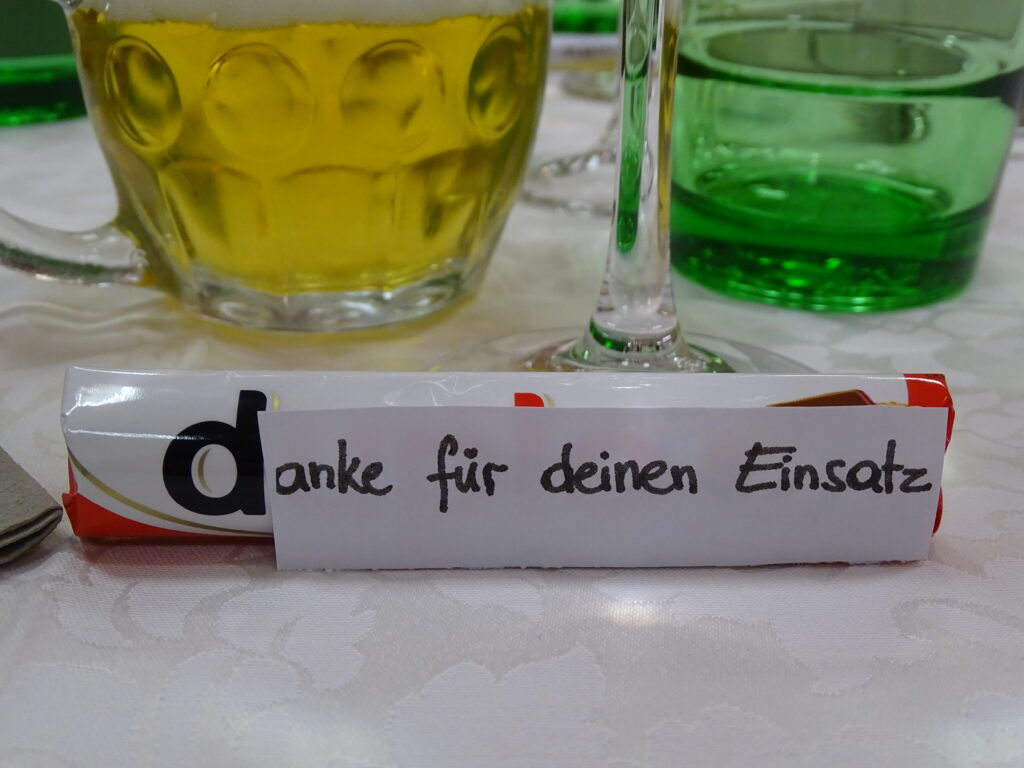 danke für deinen Einsatz